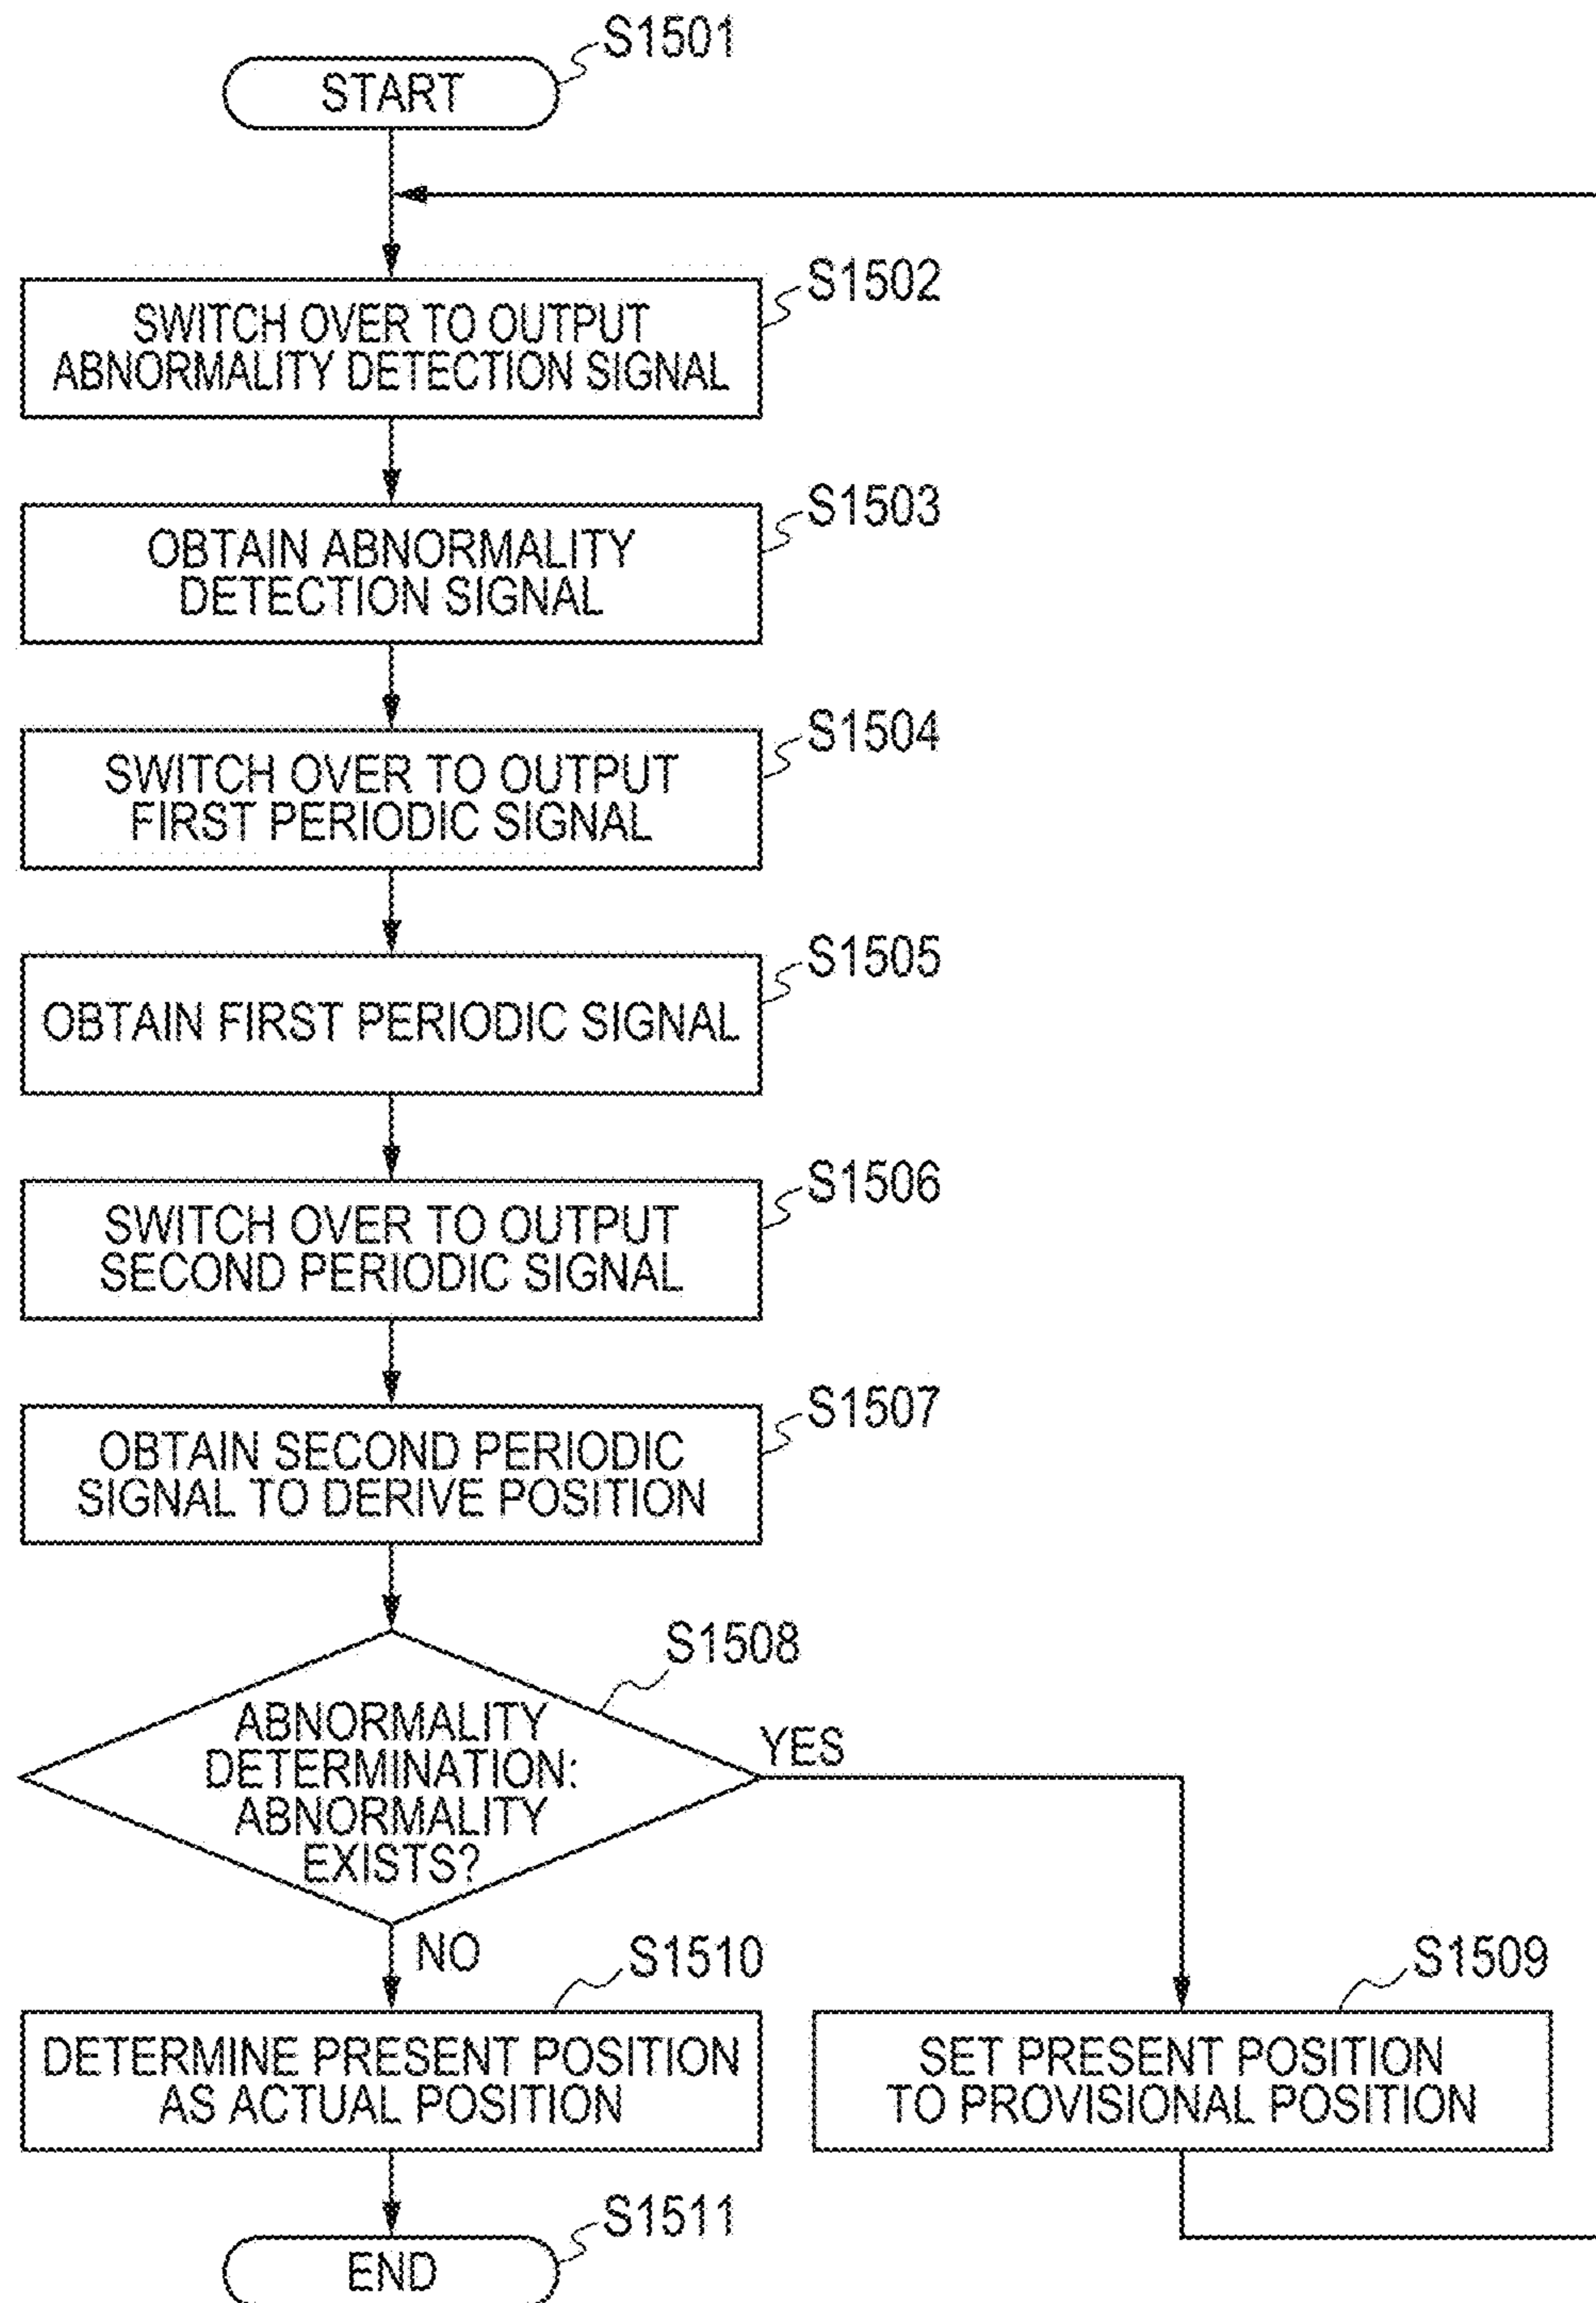 S1501
START
S1502
SWITCH OVER TO OUTPUT
ABNORMALITY DETECTION SIGNAL
S1503
OBTAIN ABNORMALITY
DETECTION SIGNAL
S1504
SWITCH OVER TO OUTPUT
FIRST PERIODIC SIGNAL
S1505
OBTAIN FIRST PERIODIC SIGNAL
S1506
SWITCH OVER TO OUTPUT
SECOND PERIODIC SIGNAL
S1507
OBTAIN SECOND PERIODIC
SIGNAL TO DERIVE POSITION
S1508
ABNORMALITY
DETERMINATION:
ABNORMALITY
EXISTS?
YES
NO
S1510
DETERMINE PRESENT POSITION
AS ACTUAL POSITION
S1509
SET PRESENT POSITION
TO PROVISIONAL POSITION
S1511
END